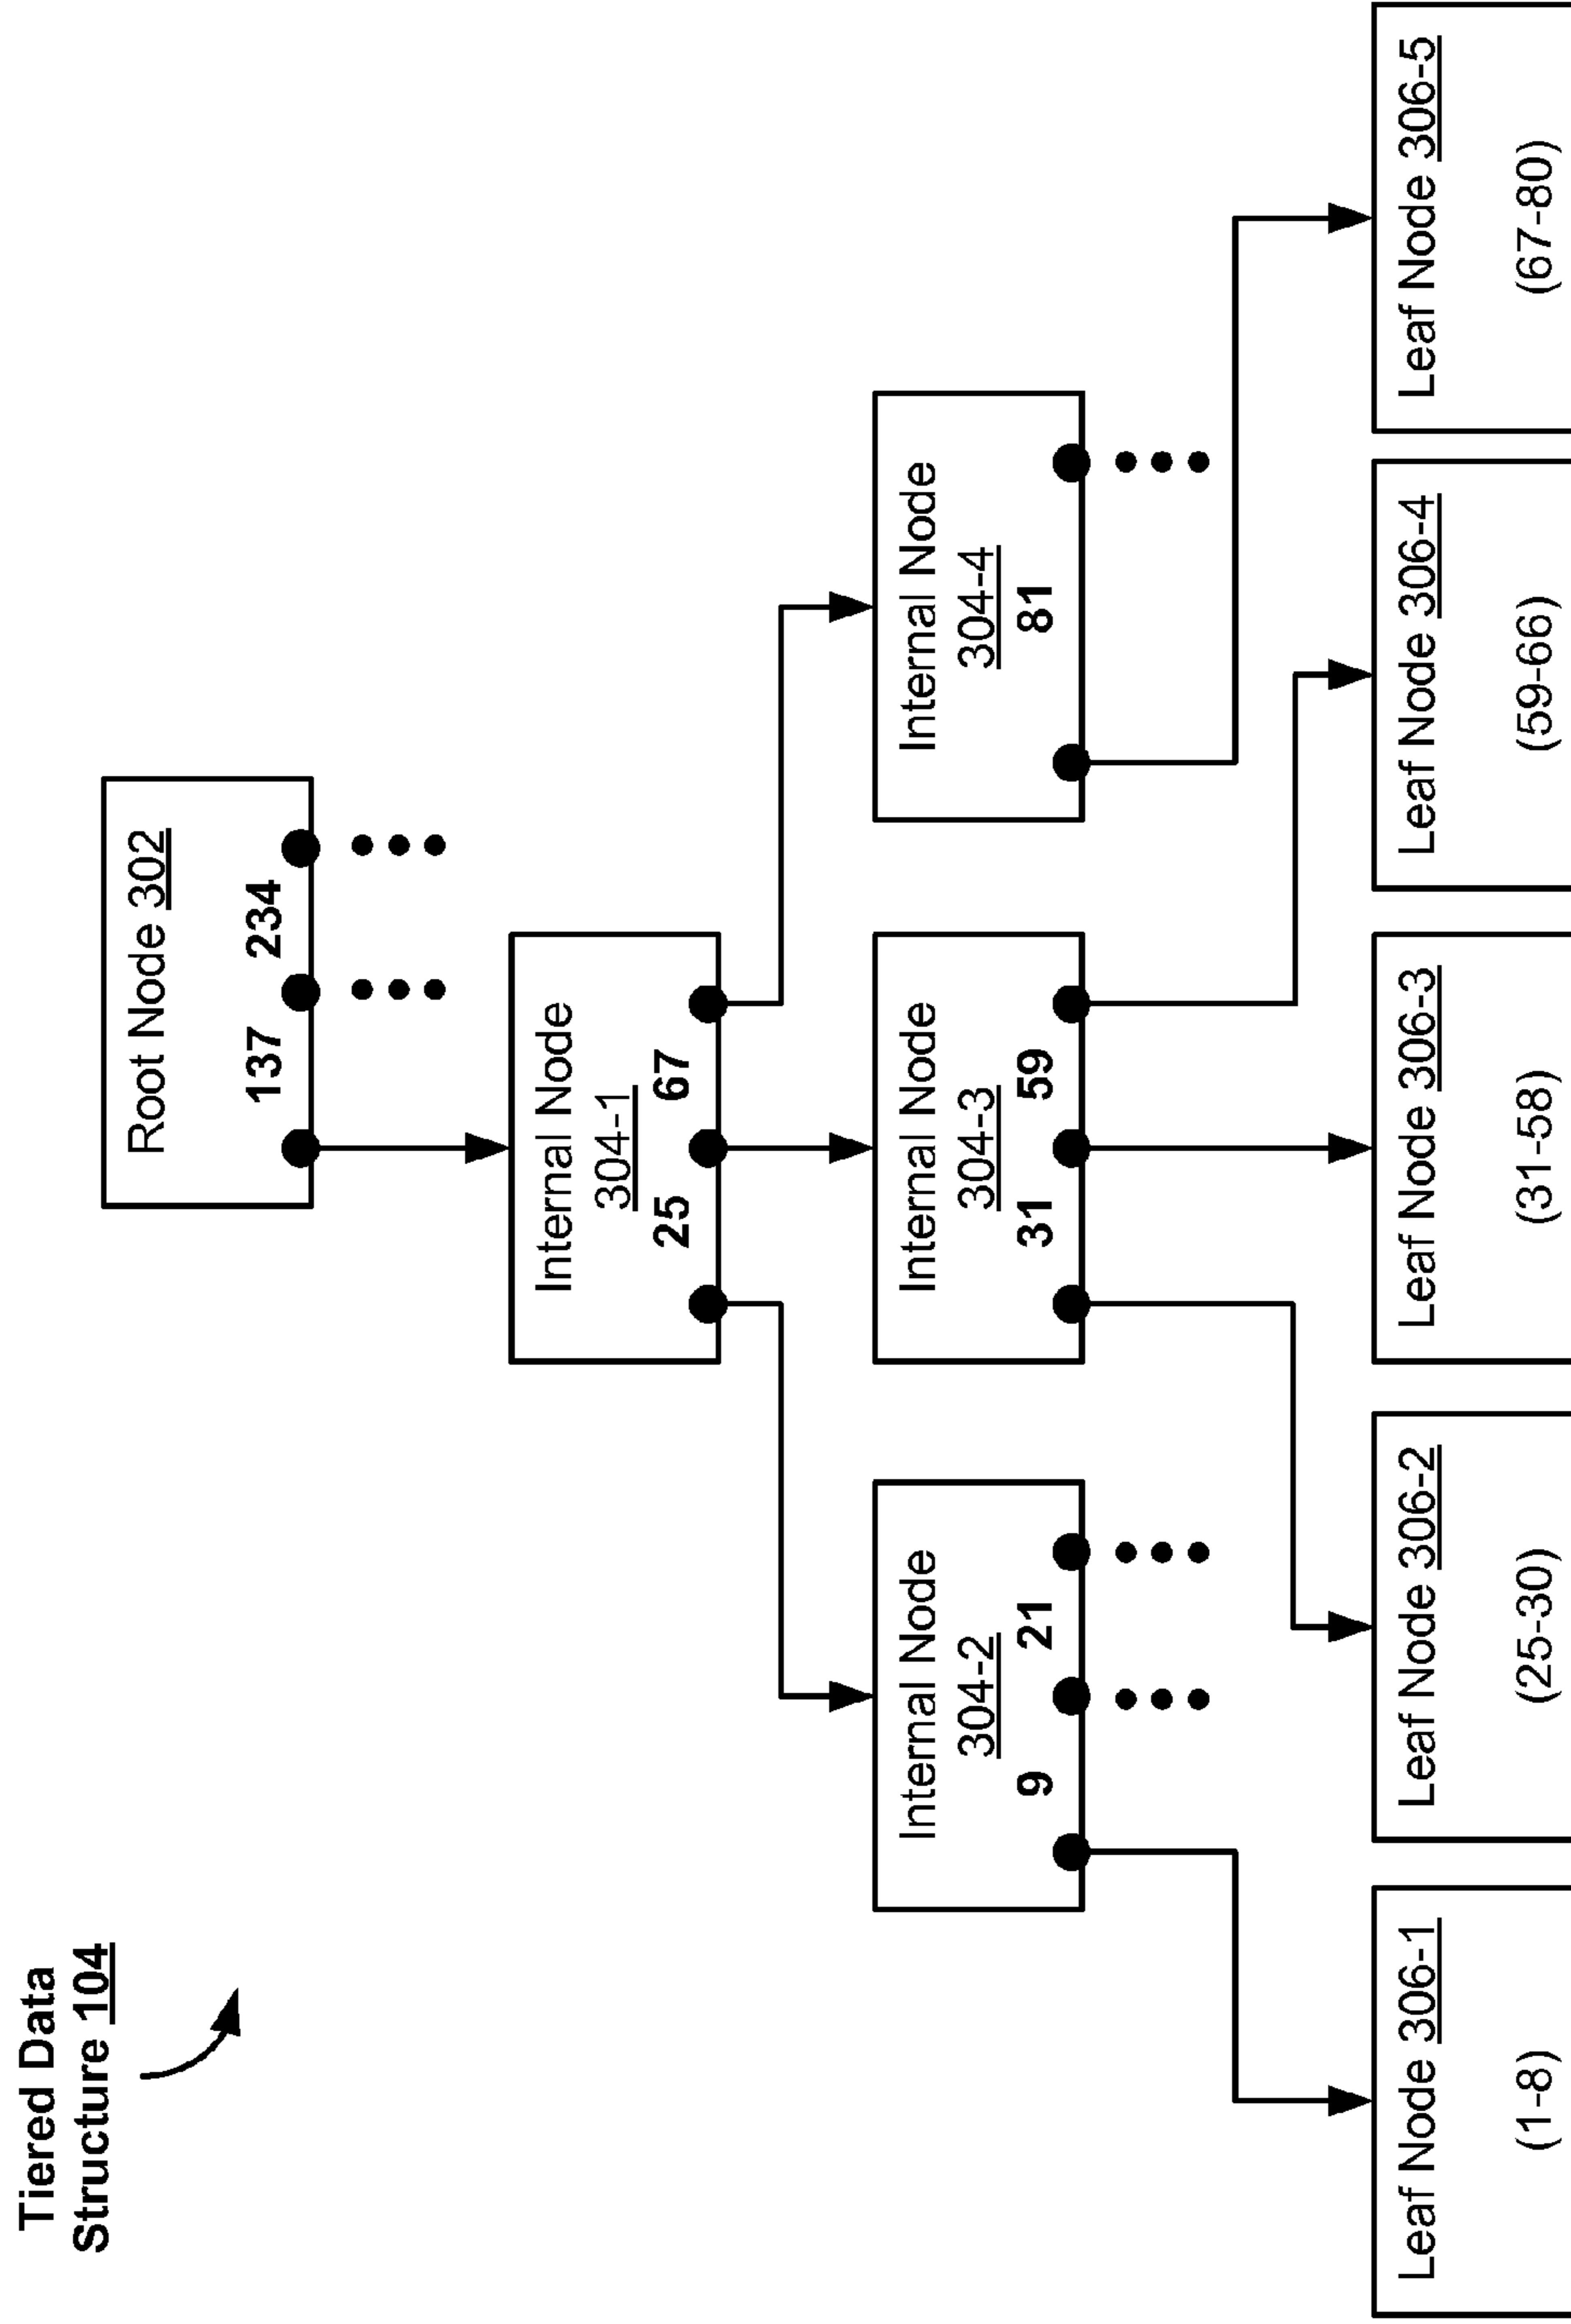 Tiered Data
Structure 104
Root Node 302
137 234
Internal Node
304-1
25 67
Internal Node
304-2
9 21
Internal Node
304-3
31 59
Internal Node
304-4
81
Leaf Node 306-1
(1-8)
Leaf Node 306-2
(25-30)
Leaf Node 306-3
(31-58)
Leaf Node 306-4
(59-66)
Leaf Node 306-5
(67-80)